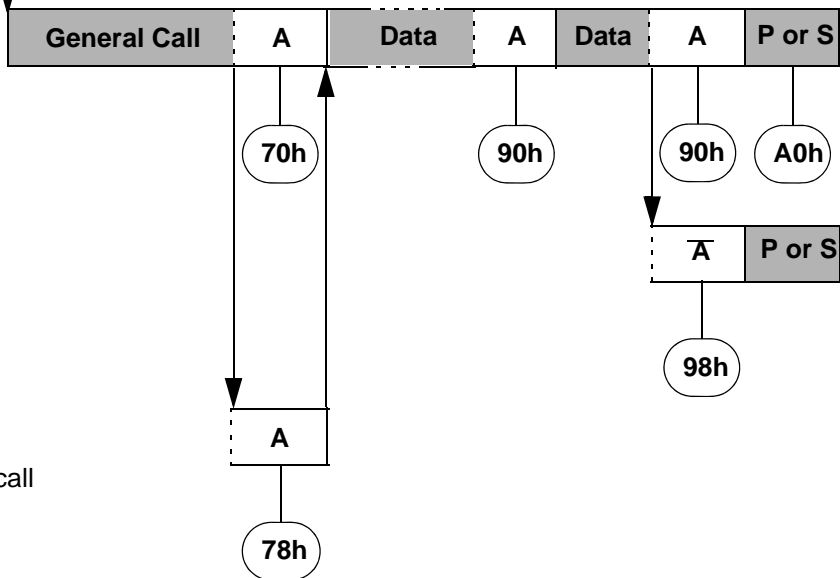 General Call A Data A Data A P or S
70h 90h 90h A0h
A̅ P or S
98h
A
call
78h